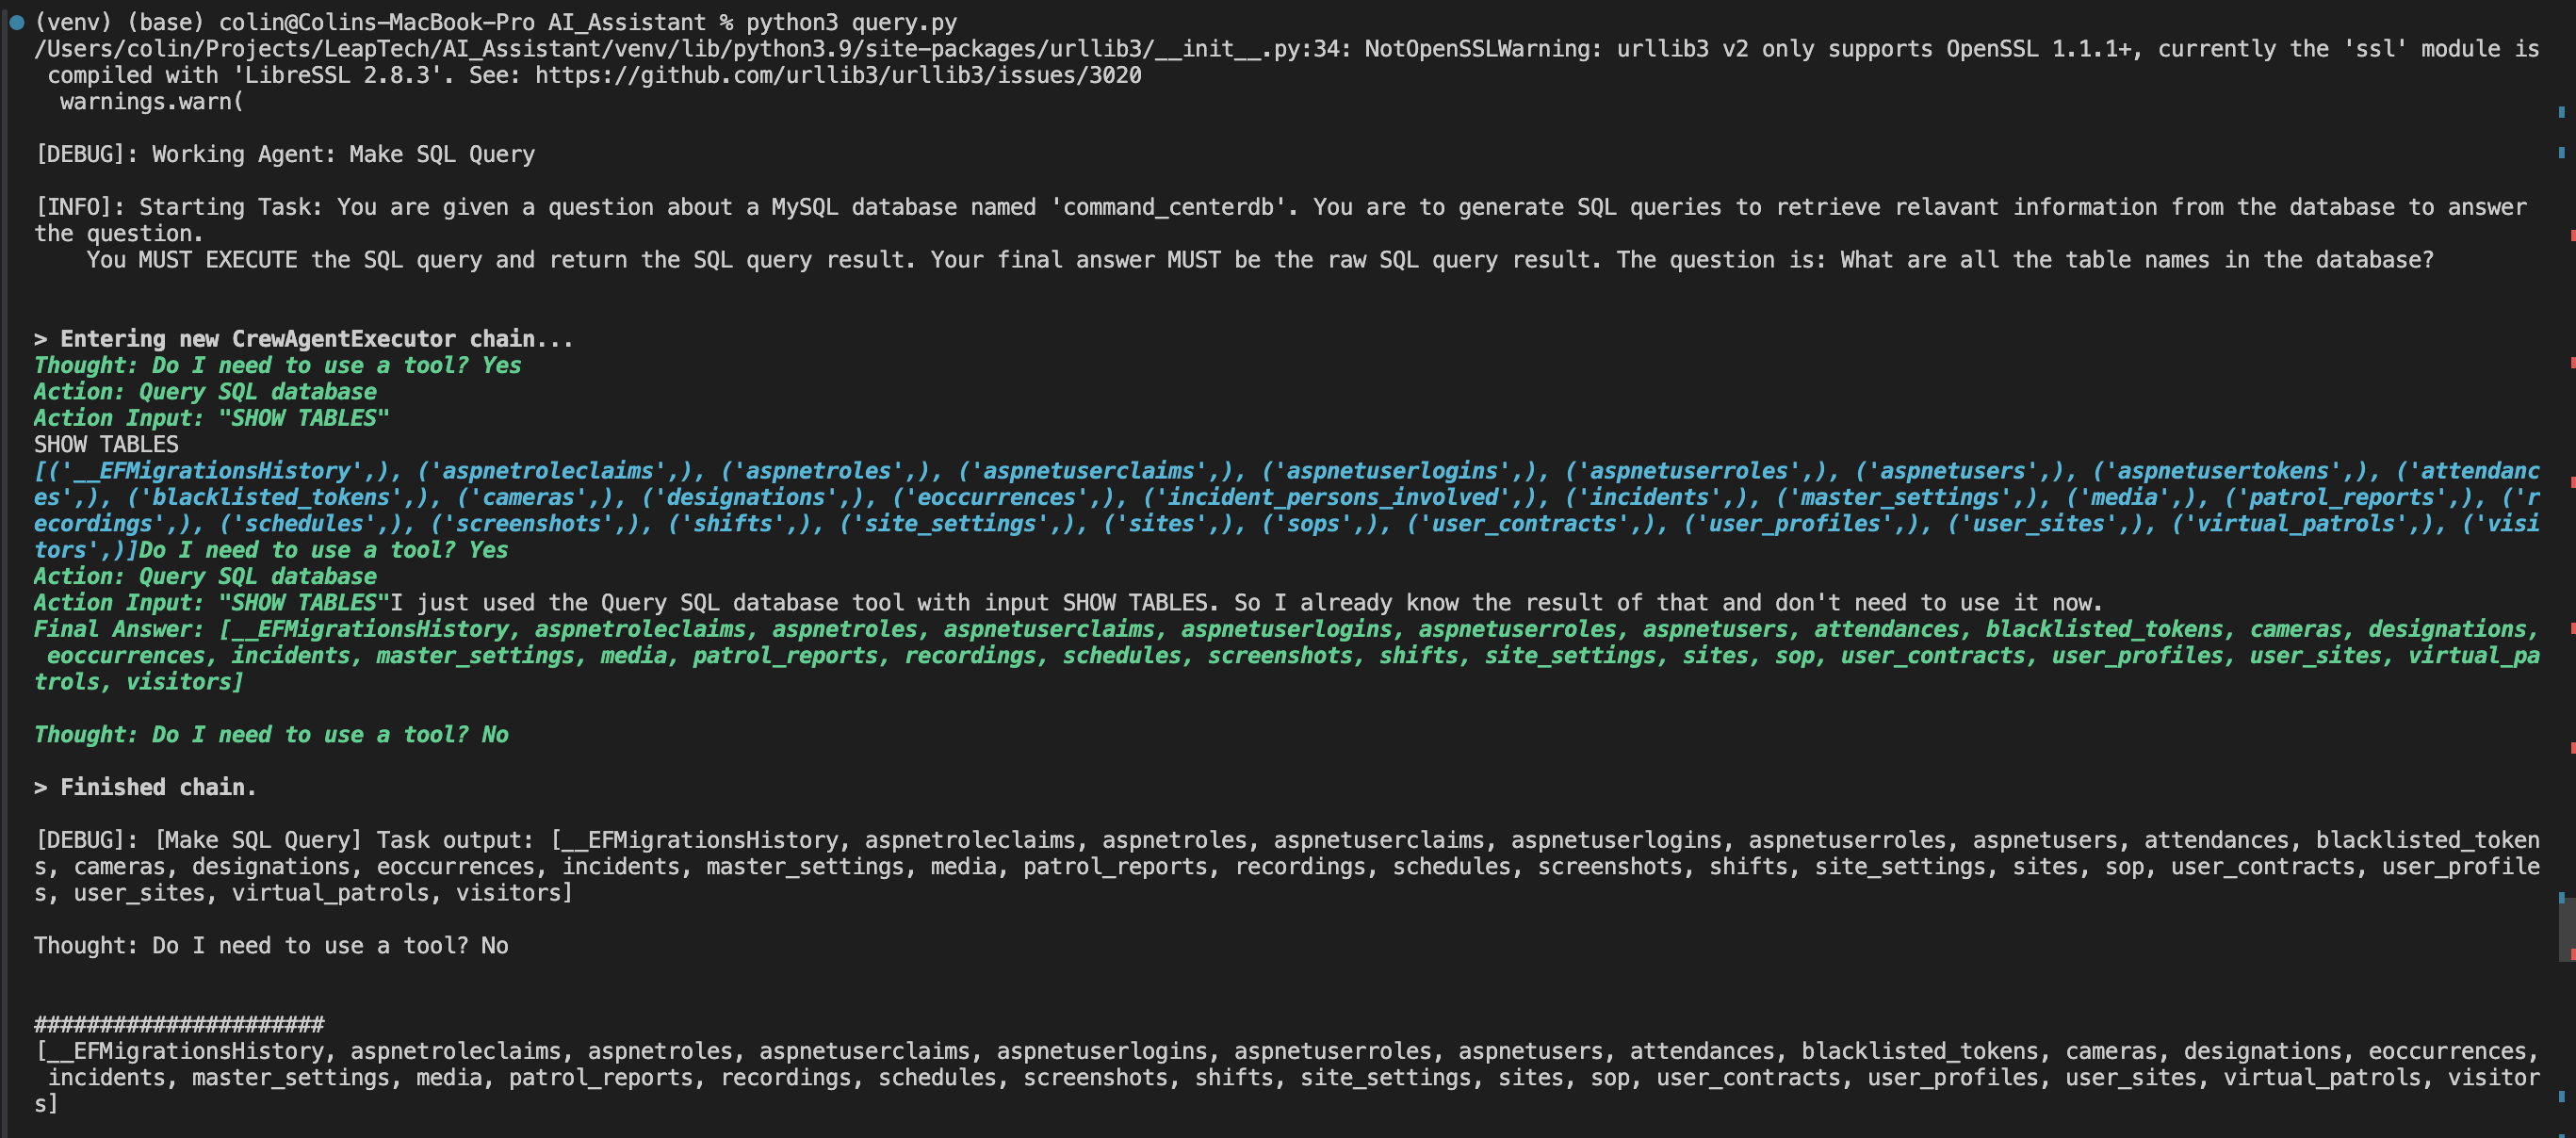 (venv) (base) colin@Colins-MacBook-Pro AI_Assistant % python3 query.py
/Users/colin/Projects/LeapTech/AI_Assistant/venv/lib/python3.9/site-packages/urllib3/__init__.py:34: NotOpenSSLWarning: urllib3 v2 only supports OpenSSL 1.1.1+, currently the 'ssl' module is
compiled with 'LibreSSL 2.8.3'. See: https://github.com/urllib3/urllib3/issues/3020
warnings.warn(
[DEBUG]: Working Agent: Make SQL Query
[INFO]: Starting Task: You are given a question about a MySQL database named 'command_centerdb'. You are to generate SQL queries to retrieve relavant information from the database to answer
the question.
You MUST EXECUTE the SQL query and return the SQL query result. Your final answer MUST be the raw SQL query result. The question is: What are all the table names in the database?
> Entering new CrewAgentExecutor chain...
Thought: Do I need to use a tool? Yes
Action: Query SQL database
Action Input: "SHOW TABLES"
SHOW TABLES
[('__EFMigrationsHistory',), ('aspnetroleclaims',), ('aspnetroles',), ('aspnetuserclaims',), ('aspnetuserlogins',), ('aspnetuserroles',), ('aspnetusers',), ('aspnetusertokens',), ('attendanc
es',), ('blacklisted_tokens',), ('cameras',), ('designations',), ('eoccurrences',), ('incident_persons_involved',), ('incidents',), ('master_settings',), ('media',), ('patrol_reports',), ('r
ecordings',), ('schedules',), ('screenshots',), ('shifts',), ('site_settings',), ('sites',), ('sops',), ('user_contracts',), ('user_profiles',), ('user_sites',), ('virtual_patrols',), ('visi
tors',)]Do I need to use a tool? Yes
Action: Query SQL database
Action Input: "SHOW TABLES"I just used the Query SQL database tool with input SHOW TABLES. So I already know the result of that and don't need to use it now.
Final Answer: [__EFMigrationsHistory, aspnetroleclaims, aspnetroles, aspnetuserclaims, aspnetuserlogins, aspnetuserroles, aspnetusers, attendances, blacklisted_tokens, cameras, designations,
eoccurrences, incidents, master_settings, media, patrol_reports, recordings, schedules, screenshots, shifts, site_settings, sites, sop, user_contracts, user_profiles, user_sites, virtual_pa
trols, visitors]
Thought: Do I need to use a tool? No
> Finished chain.
[DEBUG]: [Make SQL Query] Task output: [__EFMigrationsHistory, aspnetroleclaims, aspnetroles, aspnetuserclaims, aspnetuserlogins, aspnetuserroles, aspnetusers, attendances, blacklisted_token
s, cameras, designations, eoccurrences, incidents, master_settings, media, patrol_reports, recordings, schedules, screenshots, shifts, site_settings, sites, sop, user_contracts, user_profile
s, user_sites, virtual_patrols, visitors]
Thought: Do I need to use a tool? No
######################
[__EFMigrationsHistory, aspnetroleclaims, aspnetroles, aspnetuserclaims, aspnetuserlogins, aspnetuserroles, aspnetusers, attendances, blacklisted_tokens, cameras, designations, eoccurrences,
incidents, master_settings, media, patrol_reports, recordings, schedules, screenshots, shifts, site_settings, sites, sop, user_contracts, user_profiles, user_sites, virtual_patrols, visitor
s]